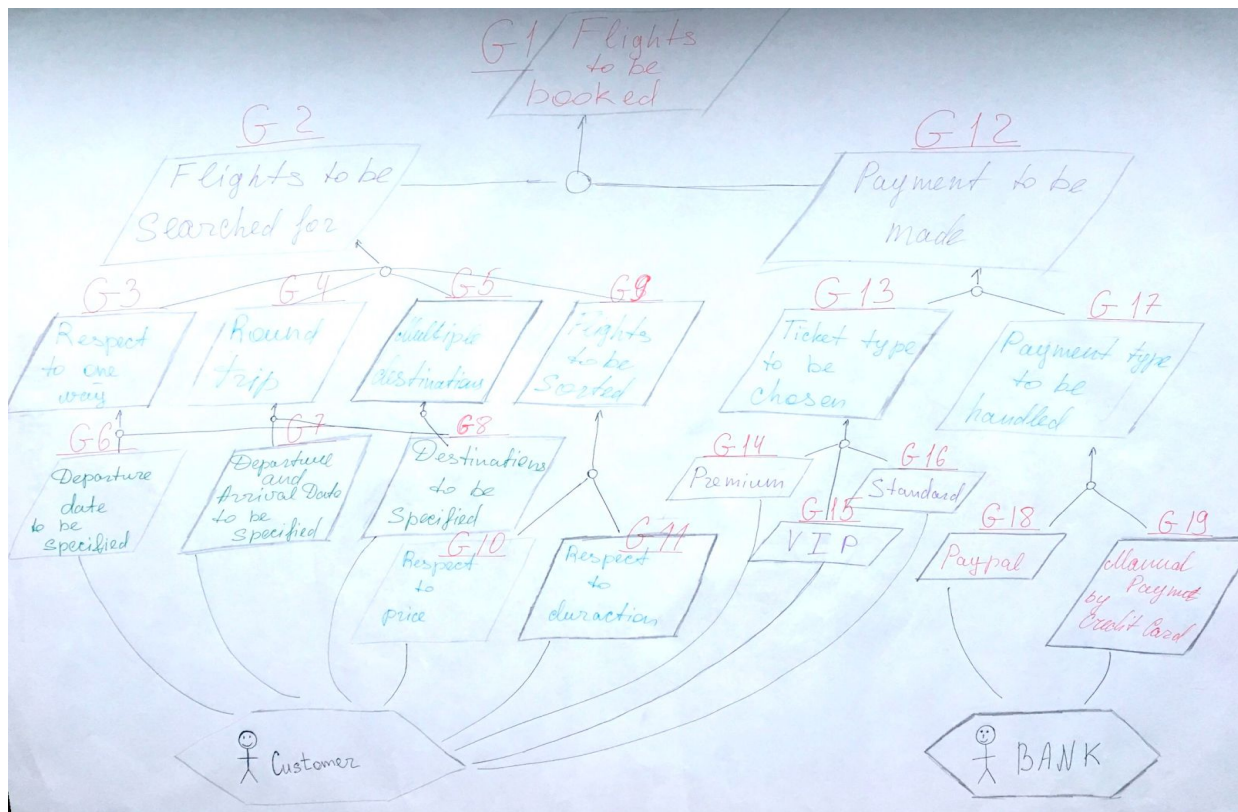 G1
Flights
to be
booked
G2
Flights to be
Searched for
G12
Payment to be
made
G3
Respect
to one
way
G4
Round
trip
G5
Multiple
destinations
G9
Flights
to be
Sorted
G13
Ticket type
to be
chosen
G17
Payment type
to be
handled
G6
Departure
date
to be
specified
G7
Departure
and
Arrival Date
to be
Specified
G8
Destinations
to be
Specified
G10
Respect
to
price
G11
Respect
to
duraction
G14
Premium
G15
VIP
G16
Standard
G18
Paypal
G19
Manual
Paymet
by
Credit Card
Customer
BANK